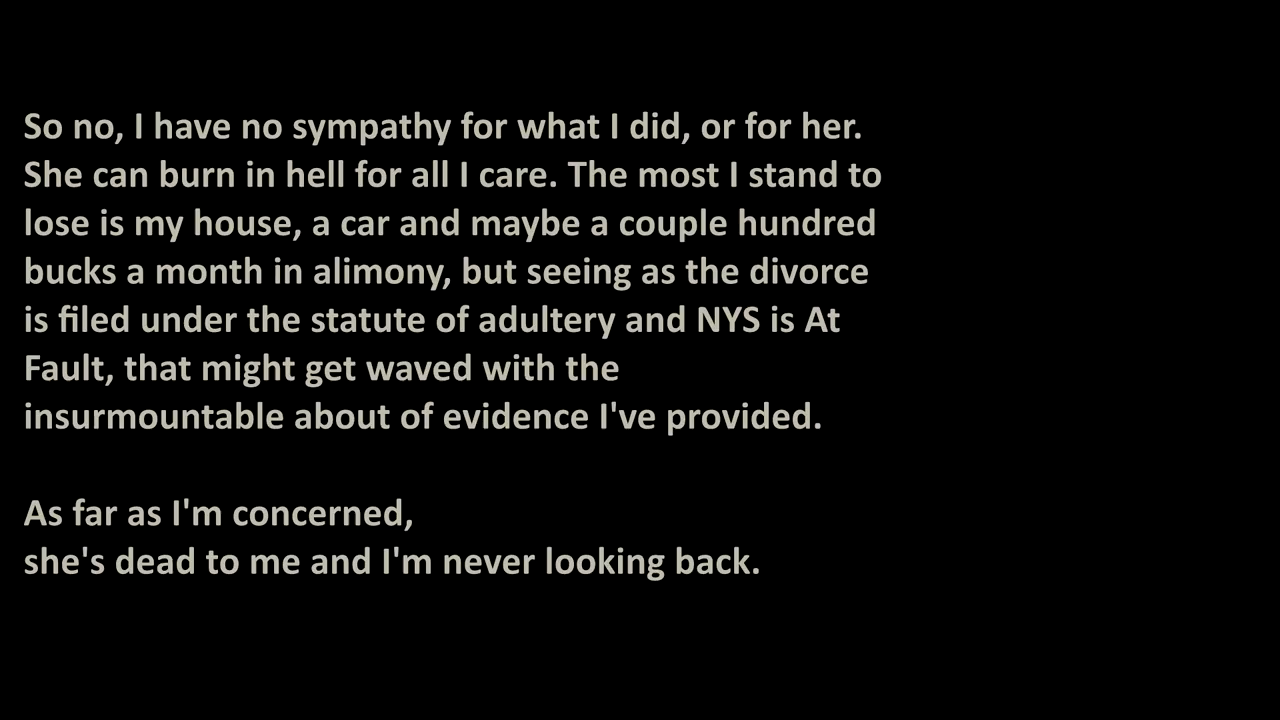 So no, I have no sympathy for what I did, or for her.
She can burn in hell for all I care. The most I stand to
lose is my house, a car and maybe a couple hundred
bucks a month in alimony, but seeing as the divorce
is filed under the statute of adultery and NYS is At
Fault, that might get waved with the
insurmountable about of evidence I've provided.
As far as I'm concerned,
she's dead to me and I'm never looking back.